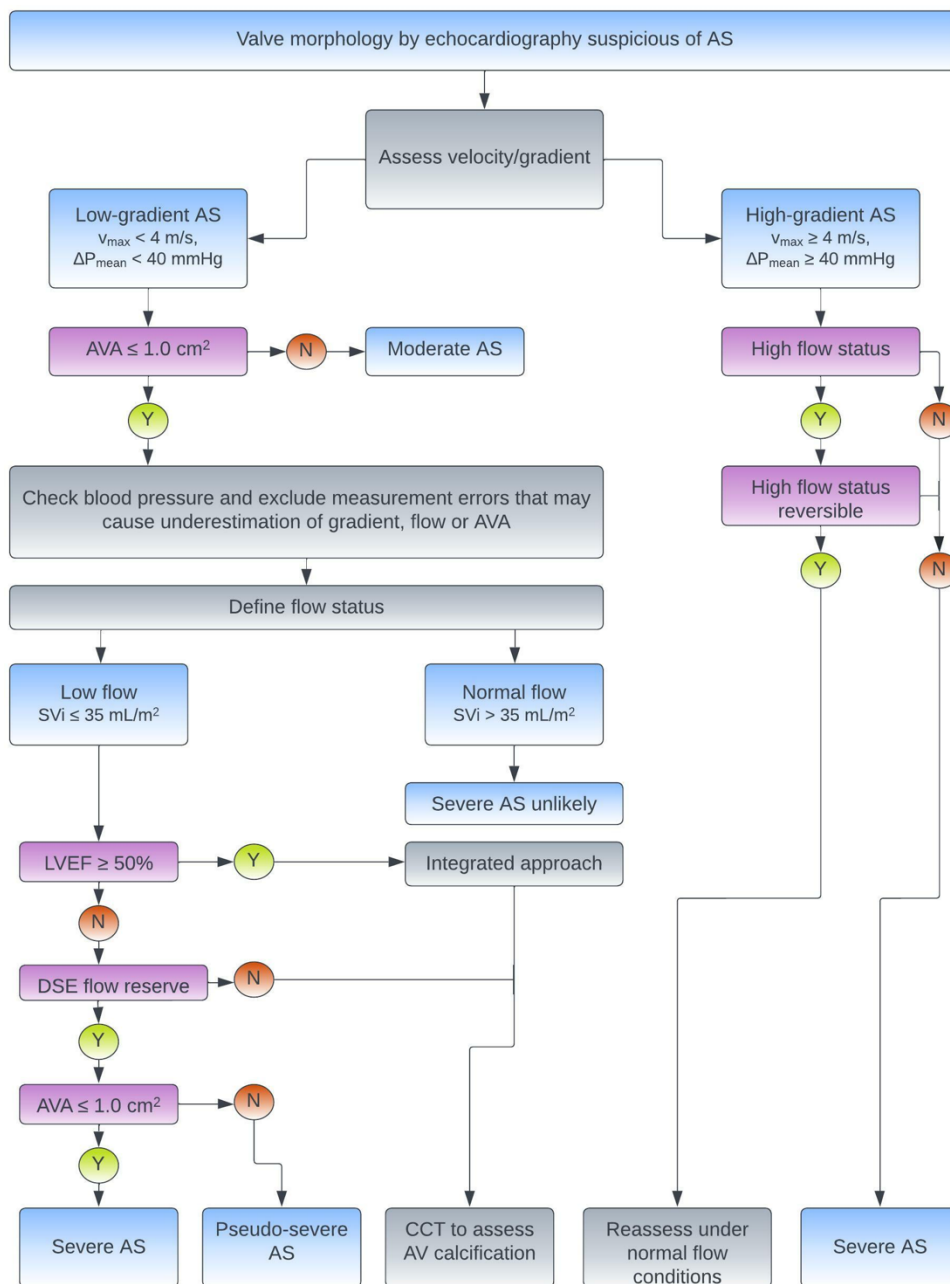 Valve morphology by echocardiography suspicious of AS
Assess velocity/gradient
Low-gradient AS
vmax < 4 m/s,
ΔPmean < 40 mmHg
High-gradient AS
vmax ≥ 4 m/s,
ΔPmean ≥ 40 mmHg
AVA ≤ 1.0 cm²
N
Moderate AS
High flow status
Y
Y
N
Check blood pressure and exclude measurement errors that may
cause underestimation of gradient, flow or AVA
High flow status
reversible
Y
N
Define flow status
Low flow
SVi ≤ 35 mL/m²
Normal flow
SVi > 35 mL/m²
Severe AS unlikely
LVEF ≥ 50%
Y
Integrated approach
N
DSE flow reserve
N
Y
AVA ≤ 1.0 cm²
N
Y
Severe AS
Pseudo-severe
AS
CCT to assess
AV calcification
Reassess under
normal flow
conditions
Severe AS